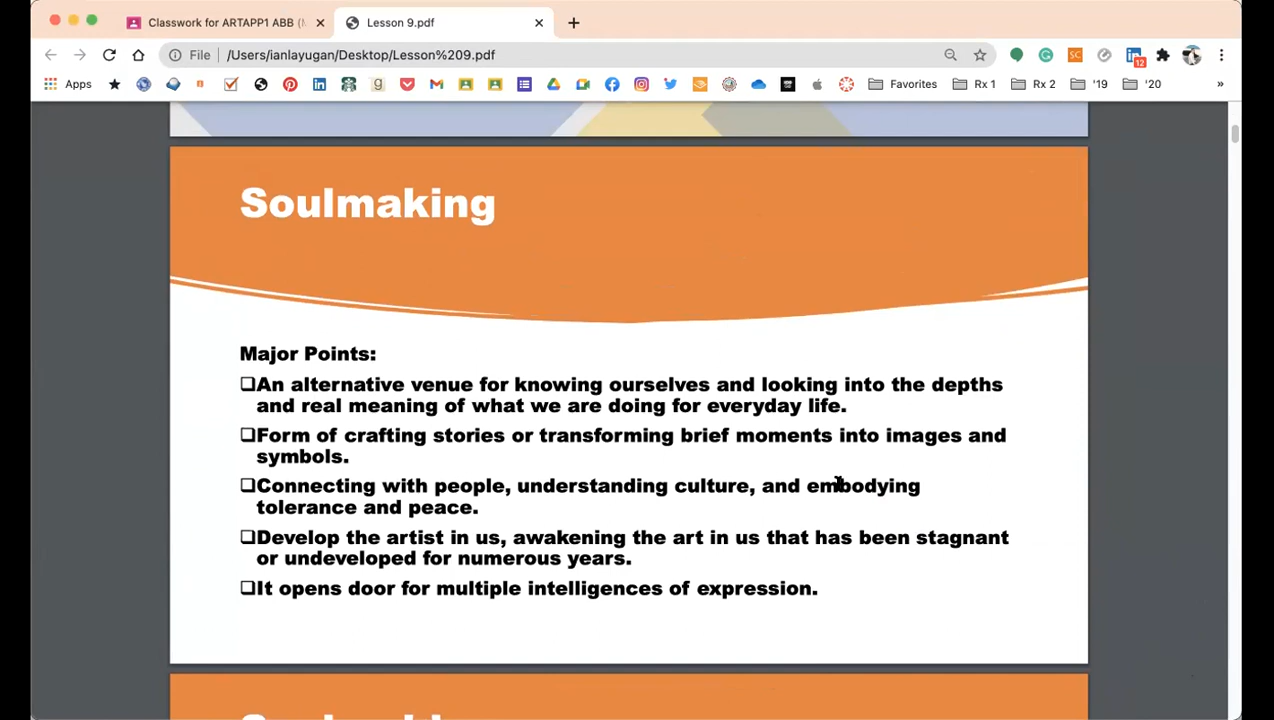 Classwork for ARTAPP1 ABB (
Lesson 9.pdf
File
/Users/ianlayugan/Desktop/Lesson%209.pdf
SC
12
Apps
Favorites
Rx 1
Rx 2
'19
'20
»
Soulmaking
Major Points:
❑An alternative venue for knowing ourselves and looking into the depths
and real meaning of what we are doing for everyday life.
❑Form of crafting stories or transforming brief moments into images and
symbols.
❑Connecting with people, understanding culture, and embodying
tolerance and peace.
❑Develop the artist in us, awakening the art in us that has been stagnant
or undeveloped for numerous years.
❑It opens door for multiple intelligences of expression.